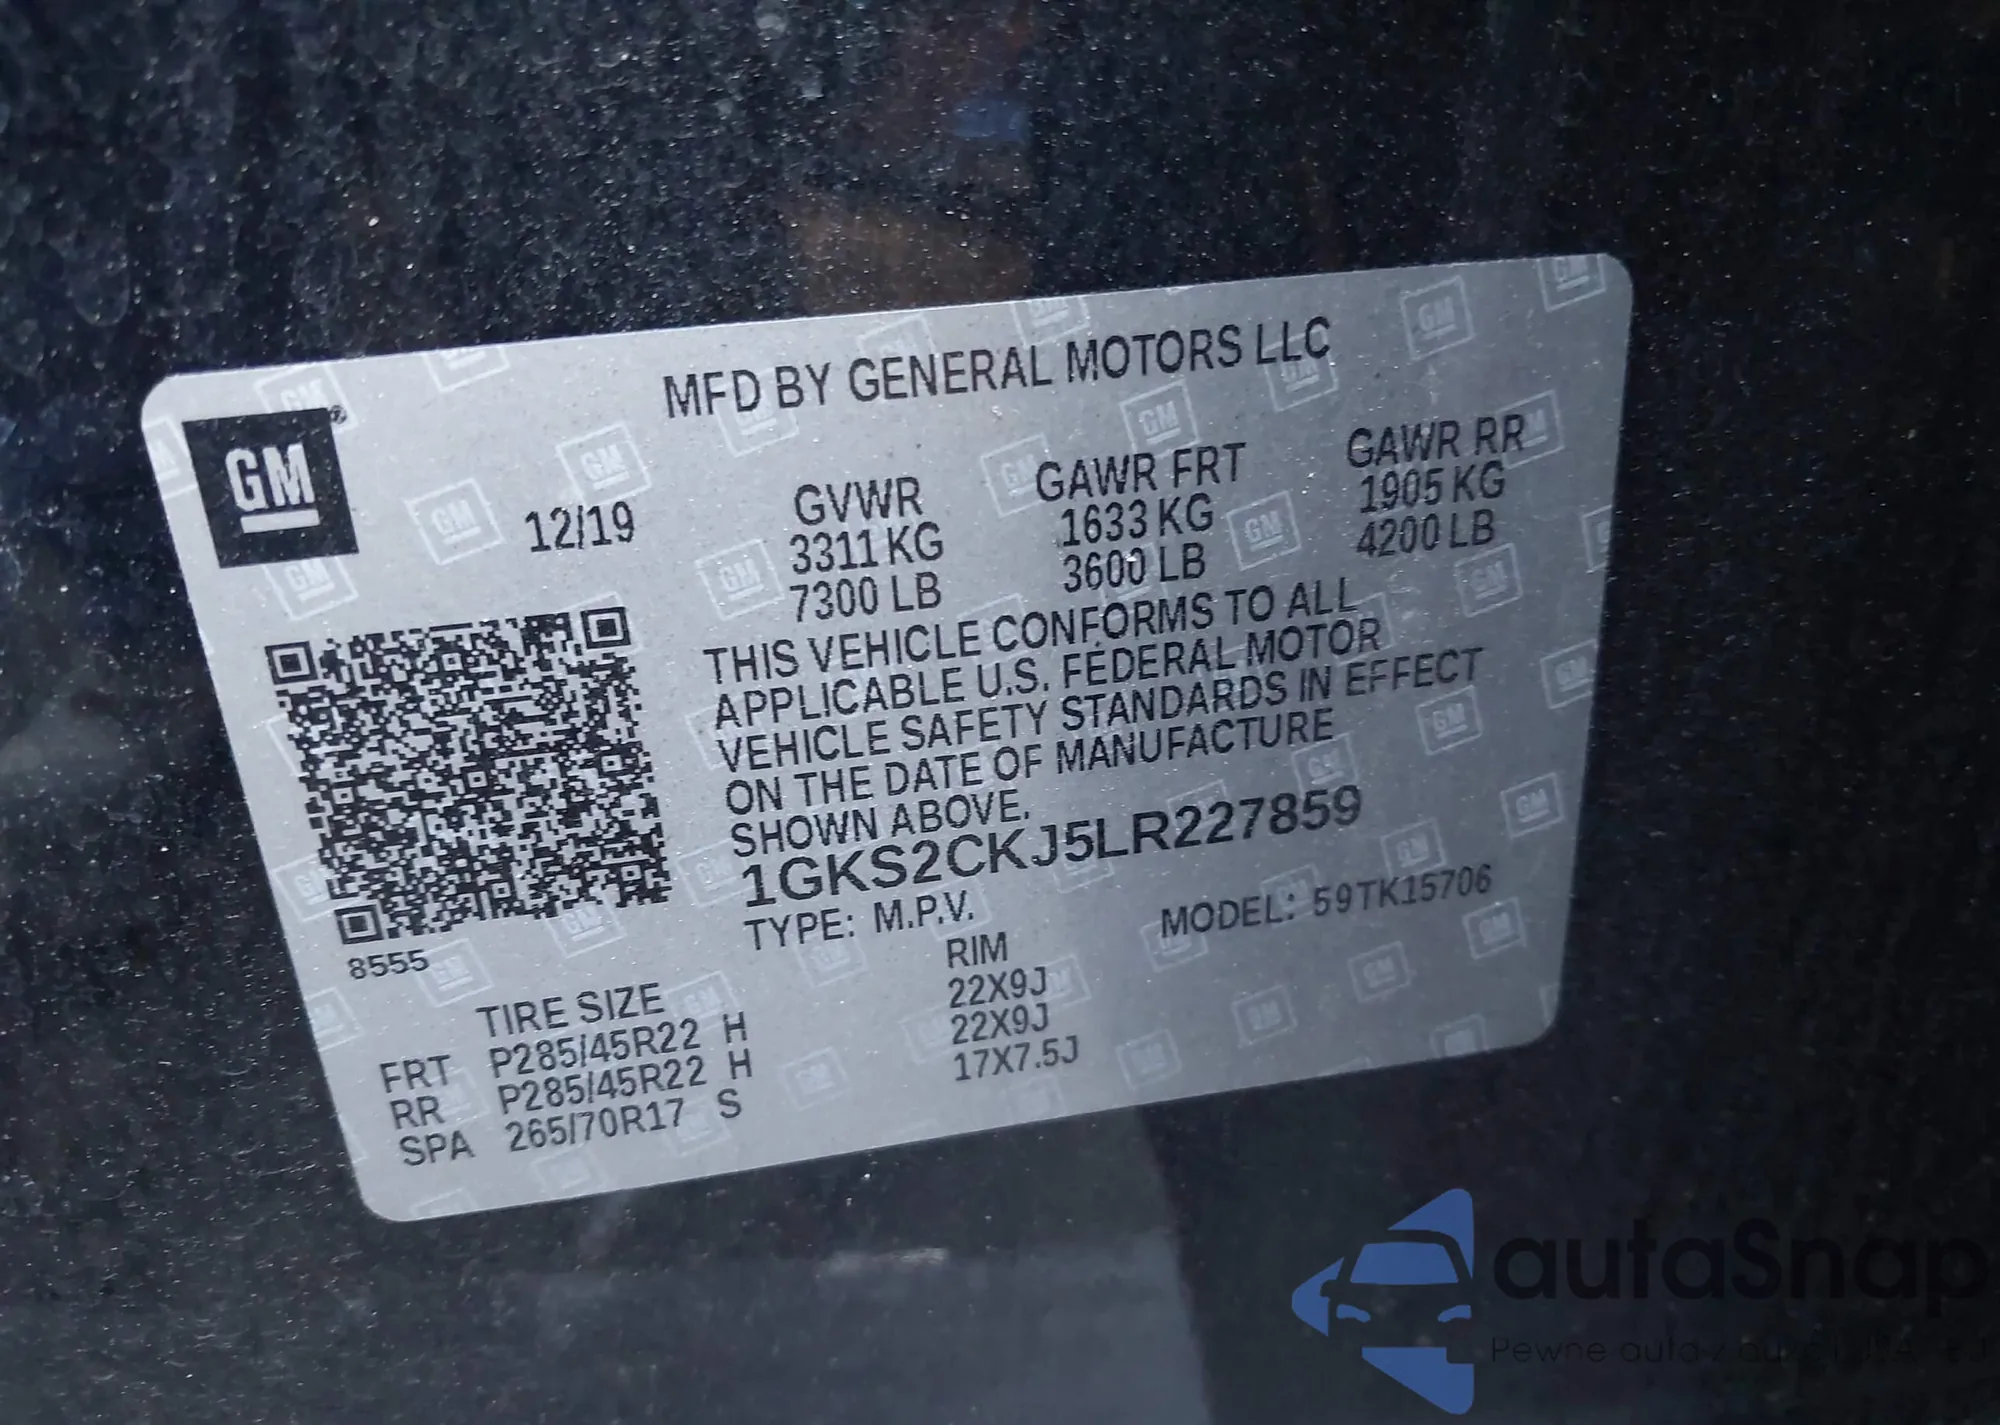 MFD BY GENERAL MOTORS LLC
GM®
12/19
GVWR GAWR FRT GAWR RR
3311 KG 1633 KG 1905 KG
7300 LB 3600 LB 4200 LB
THIS VEHICLE CONFORMS TO ALL
APPLICABLE U.S. FEDERAL MOTOR
VEHICLE SAFETY STANDARDS IN EFFECT
ON THE DATE OF MANUFACTURE
SHOWN ABOVE.
1GKS2CKJ5LR227859
TYPE: M.P.V. MODEL: 59TK15706
8555
TIRE SIZE RIM
FRT P285/45R22 H 22X9J
RR P285/45R22 H 22X9J
SPA 265/70R17 S 17X7.5J
autaSnap
Pewne auta z